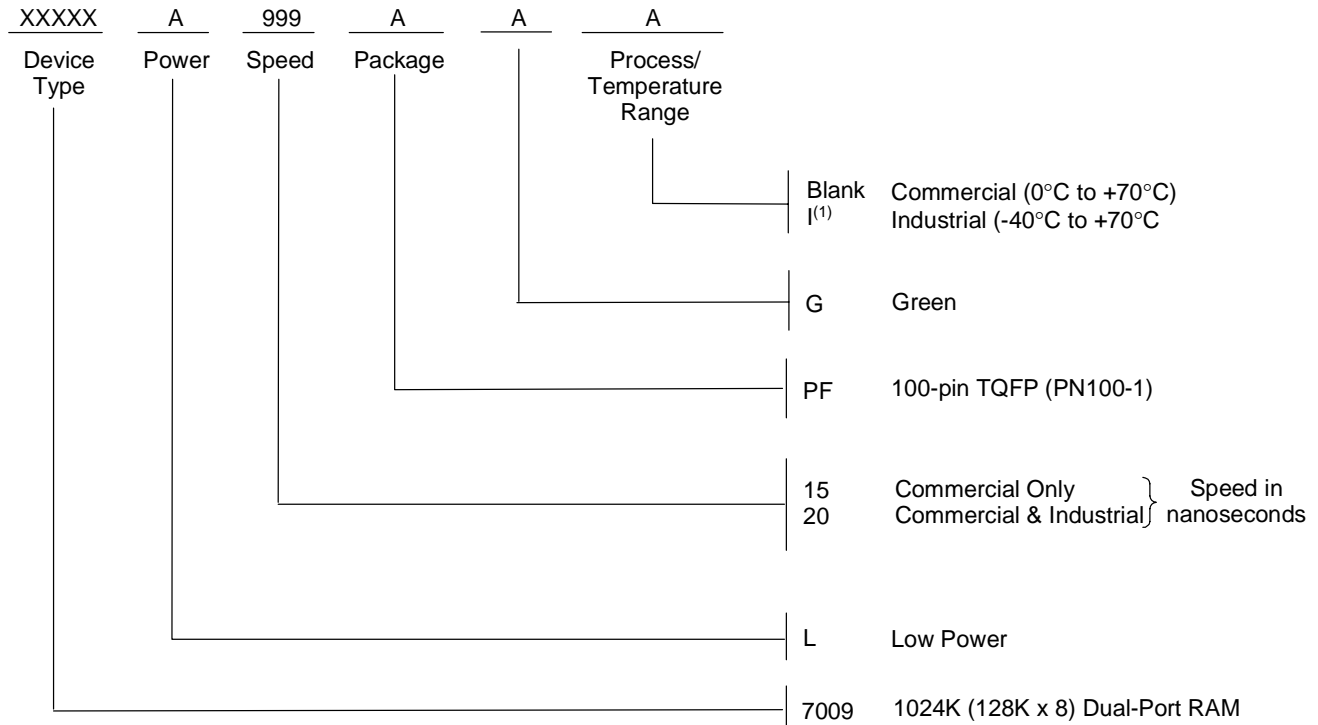 XXXXX A 999 A A A
Device Type Power Speed Package Process/ Temperature Range
Blank Commercial (0°C to +70°C)
I(1) Industrial (-40°C to +70°C
G Green
PF 100-pin TQFP (PN100-1)
15 Commercial Only
20 Commercial & Industrial
Speed in
nanoseconds
L Low Power
7009 1024K (128K x 8) Dual-Port RAM